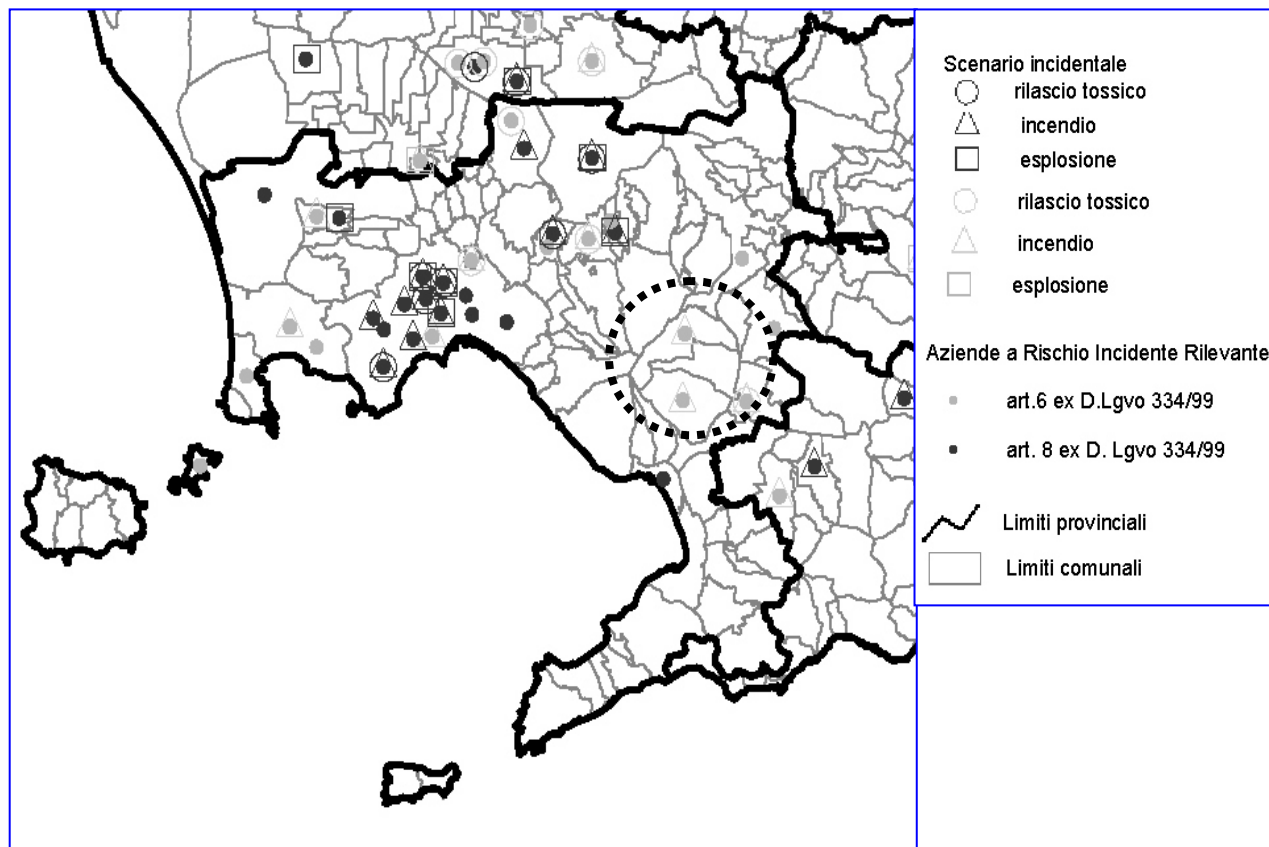 Scenario incidentale
rilascio tossico
incendio
esplosione
rilascio tossico
incendio
esplosione
Aziende a Rischio Incidente Rilevante
art.6 ex D.Lgvo 334/99
art. 8 ex D. Lgvo 334/99
Limiti provinciali
Limiti comunali